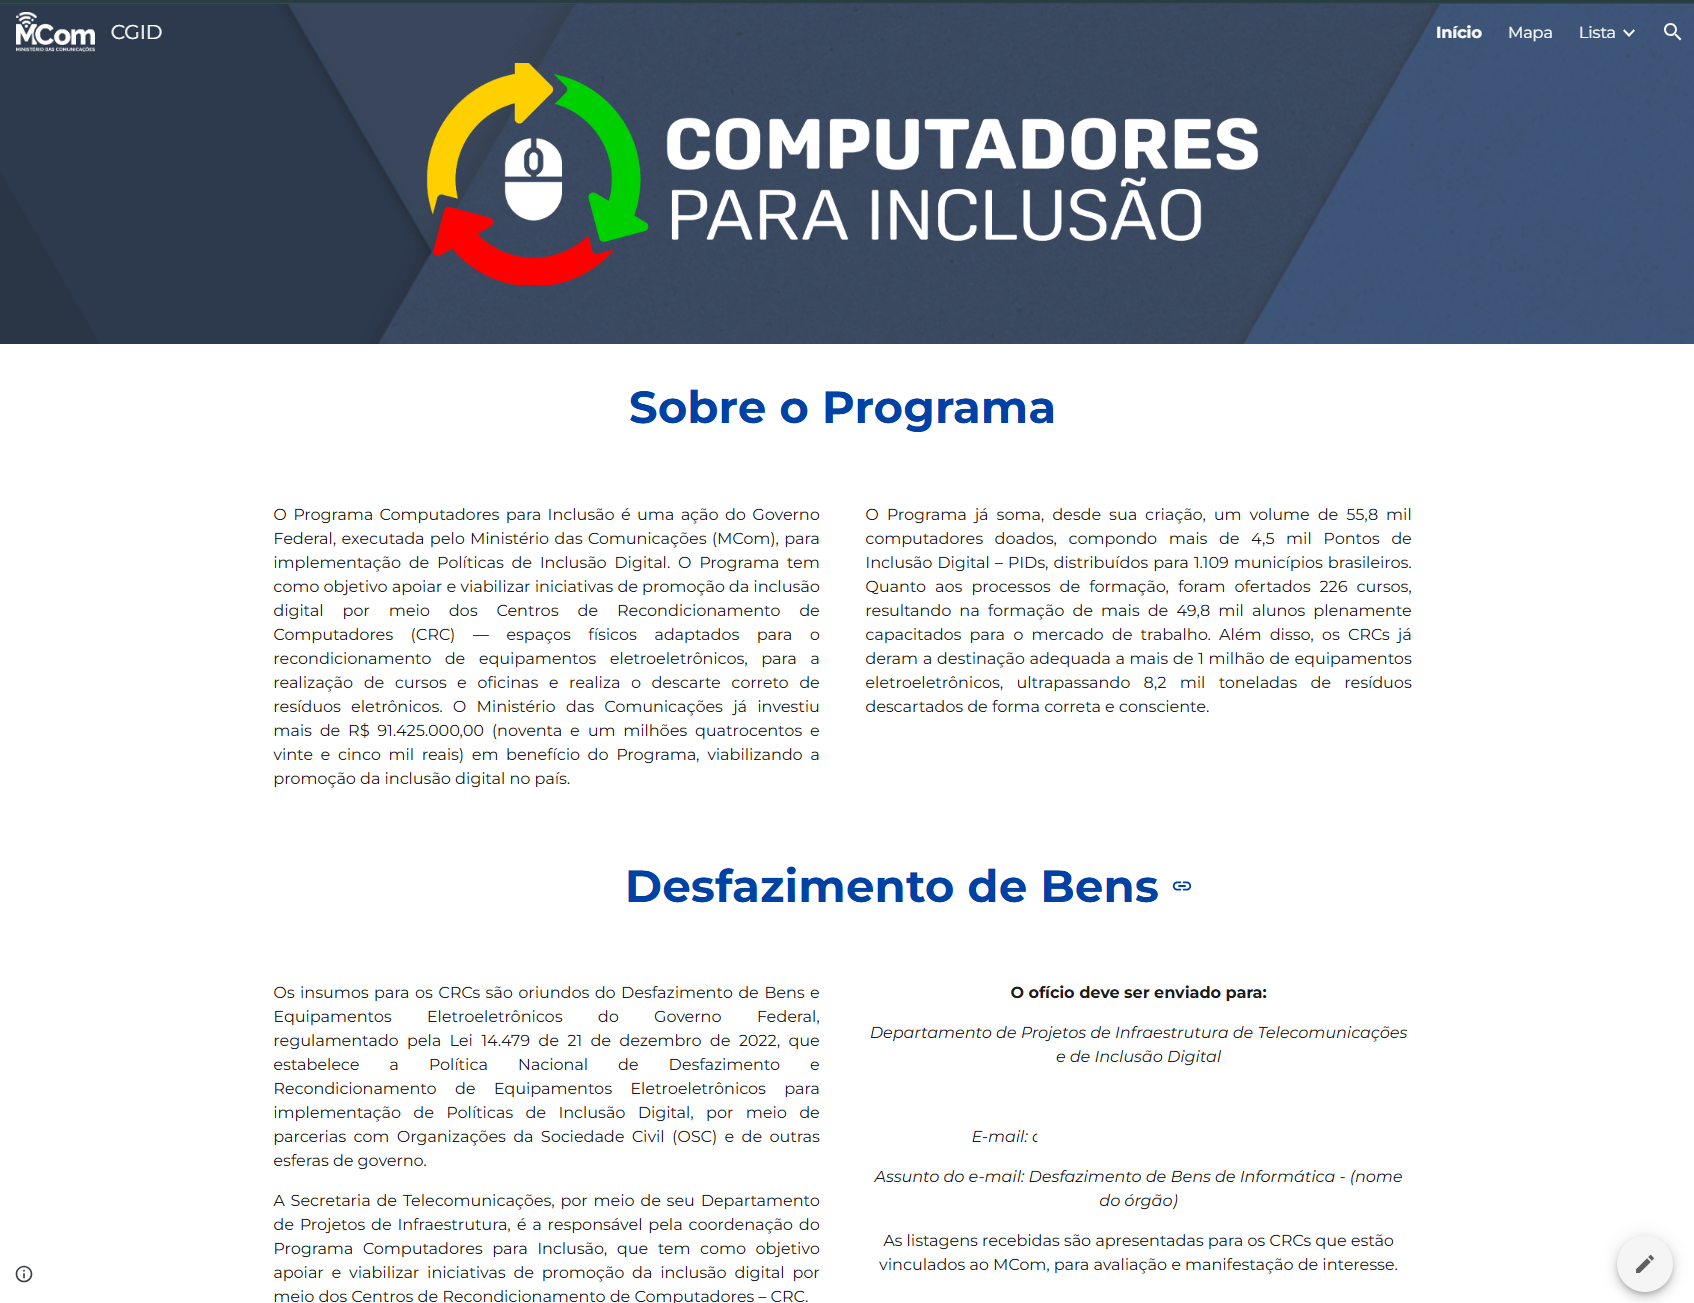 MCom
MINISTÉRIO DAS COMUNICAÇÕES
CGID
Início
Mapa
Lista
COMPUTADORES
PARA INCLUSÃO
Sobre o Programa
O Programa Computadores para Inclusão é uma ação do Governo
Federal, executada pelo Ministério das Comunicações (MCom), para
implementação de Políticas de Inclusão Digital. O Programa tem
como objetivo apoiar e viabilizar iniciativas de promoção da inclusão
digital por meio dos Centros de Recondicionamento de
Computadores (CRC) — espaços físicos adaptados para o
recondicionamento de equipamentos eletroeletrônicos, para a
realização de cursos e oficinas e realiza o descarte correto de
resíduos eletrônicos. O Ministério das Comunicações já investiu
mais de R$ 91.425.000,00 (noventa e um milhões quatrocentos e
vinte e cinco mil reais) em benefício do Programa, viabilizando a
promoção da inclusão digital no país.
O Programa já soma, desde sua criação, um volume de 55,8 mil
computadores doados, compondo mais de 4,5 mil Pontos de
Inclusão Digital – PIDs, distribuídos para 1.109 municípios brasileiros.
Quanto aos processos de formação, foram ofertados 226 cursos,
resultando na formação de mais de 49,8 mil alunos plenamente
capacitados para o mercado de trabalho. Além disso, os CRCs já
deram a destinação adequada a mais de 1 milhão de equipamentos
eletroeletrônicos, ultrapassando 8,2 mil toneladas de resíduos
descartados de forma correta e consciente.
Desfazimento de Bens
Os insumos para os CRCs são oriundos do Desfazimento de Bens e
Equipamentos Eletroeletrônicos do Governo Federal,
regulamentado pela Lei 14.479 de 21 de dezembro de 2022, que
estabelece a Política Nacional de Desfazimento e
Recondicionamento de Equipamentos Eletroeletrônicos para
implementação de Políticas de Inclusão Digital, por meio de
parcerias com Organizações da Sociedade Civil (OSC) e de outras
esferas de governo.
A Secretaria de Telecomunicações, por meio de seu Departamento
de Projetos de Infraestrutura, é a responsável pela coordenação do
Programa Computadores para Inclusão, que tem como objetivo
apoiar e viabilizar iniciativas de promoção da inclusão digital por
meio dos Centros de Recondicionamento de Computadores – CRC.
O ofício deve ser enviado para:
Departamento de Projetos de Infraestrutura de Telecomunicações
e de Inclusão Digital
E-mail:
Assunto do e-mail: Desfazimento de Bens de Informática - (nome
do órgão)
As listagens recebidas são apresentadas para os CRCs que estão
vinculados ao MCom, para avaliação e manifestação de interesse.